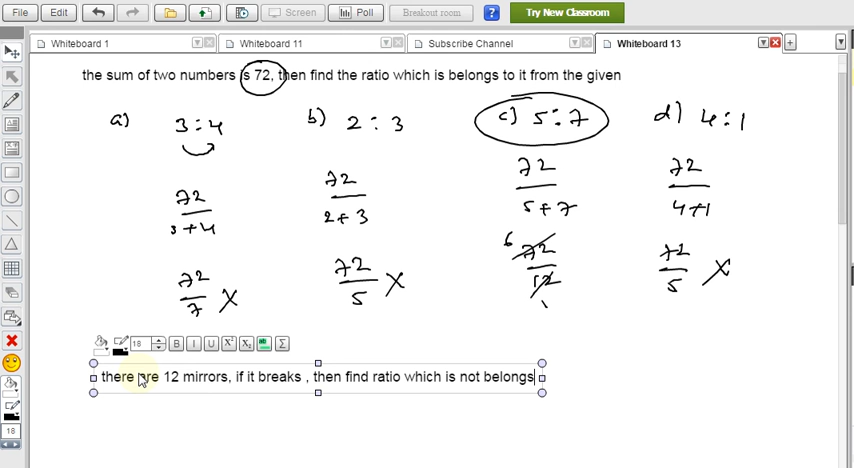 File Edit Screen Poll Breakout room Try New Classroom
Whiteboard 1 Whiteboard 11 Subscribe Channel Whiteboard 13
the sum of two numbers is 72, then find the ratio which is belongs to it from the given
a) 3:4 b) 2:3 c) 5:7 d) 4:1
72 72 72 72
3+4 2+3 5+7 4+1
6
72 72 72 72
7 X 5 X 12 5 X
1
18 B I U X² X₂ ab Σ
there are 12 mirrors, if it breaks , then find ratio which is not belongs
18